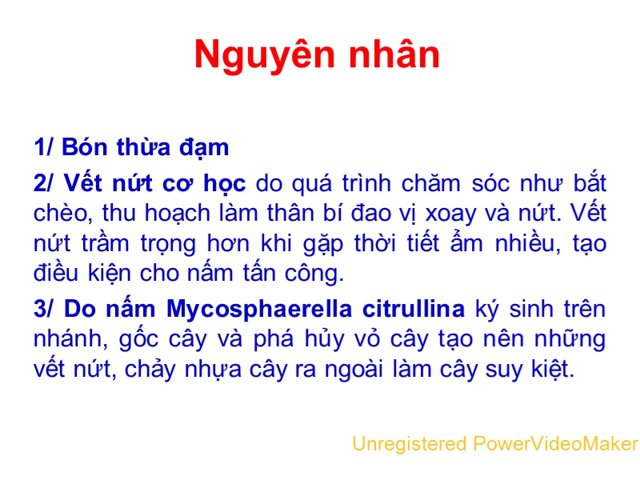 Nguyên nhân
1/ Bón thừa đạm
2/ Vết nứt cơ học do quá trình chăm sóc như bắt
chèo, thu hoạch làm thân bí đao vị xoay và nứt. Vết
nứt trầm trọng hơn khi gặp thời tiết ẩm nhiều, tạo
điều kiện cho nấm tấn công.
3/ Do nấm Mycosphaerella citrullina ký sinh trên
nhánh, gốc cây và phá hủy vỏ cây tạo nên những
vết nứt, chảy nhựa cây ra ngoài làm cây suy kiệt.
Unregistered PowerVideoMaker